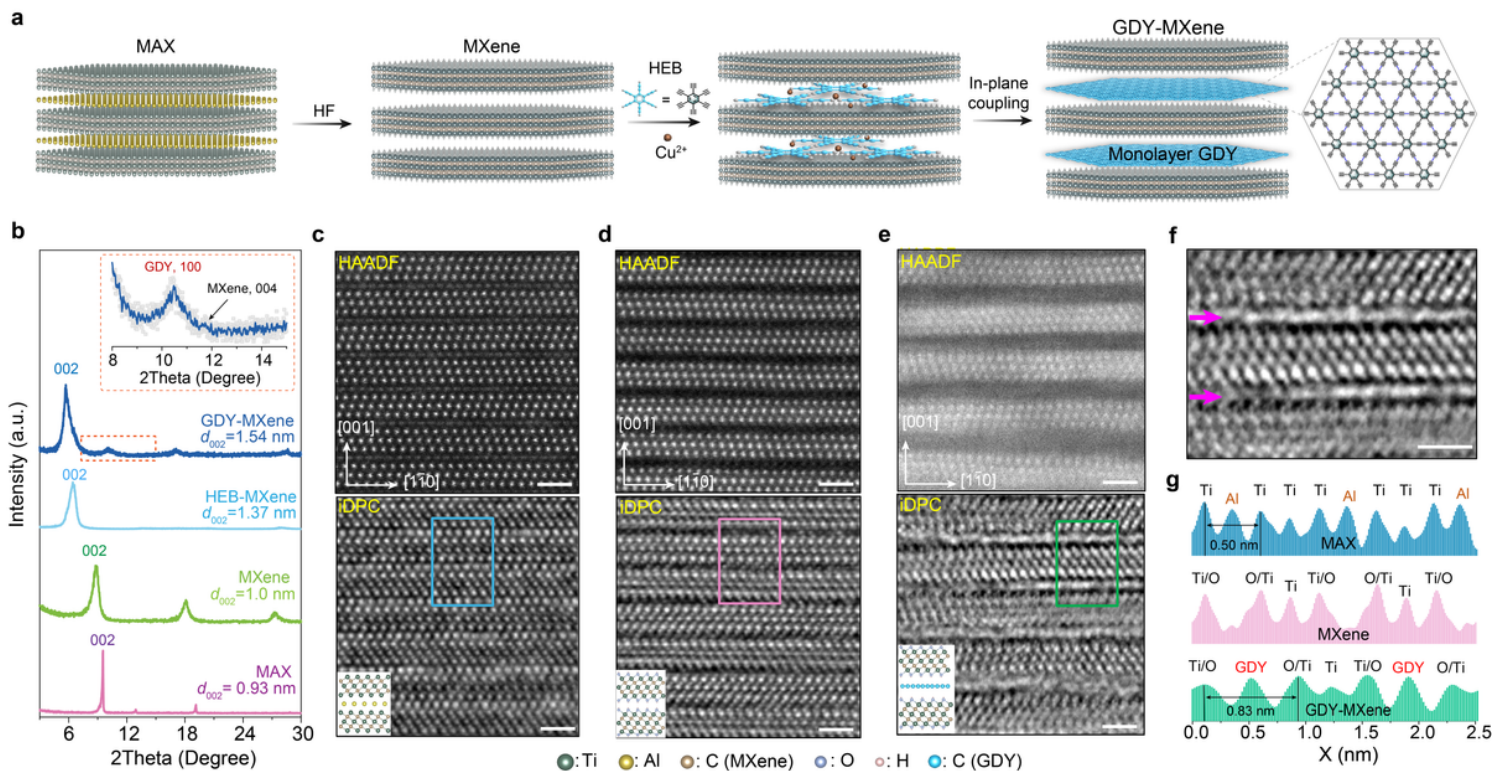 a
MAX
HF
MXene
HEB
=
Cu²⁺
In-plane
coupling
GDY-MXene
Monolayer GDY
b
Intensity (a.u.)
GDY, 100
MXene, 004
8 10 12 14
2Theta (Degree)
002
GDY-MXene
d002=1.54 nm
002
HEB-MXene
d002=1.37 nm
002
MXene
d002=1.0 nm
002
MAX
d002= 0.93 nm
6 12 18 24 30
2Theta (Degree)
c
HAADF
[001]
[11̄0]
iDPC
d
HAADF
[001]
[11̄0]
iDPC
e
HAADF
[001]
[11̄0]
iDPC
f
g
Ti Al Ti Ti Ti Al Ti Ti Ti Al
0.50 nm
MAX
Ti/O O/Ti Ti Ti/O O/Ti Ti Ti/O
MXene
Ti/O GDY O/Ti Ti Ti/O GDY O/Ti
0.83 nm
GDY-MXene
0.0 0.5 1.0 1.5 2.0 2.5
X (nm)
: Ti : Al : C (MXene) : O : H : C (GDY)